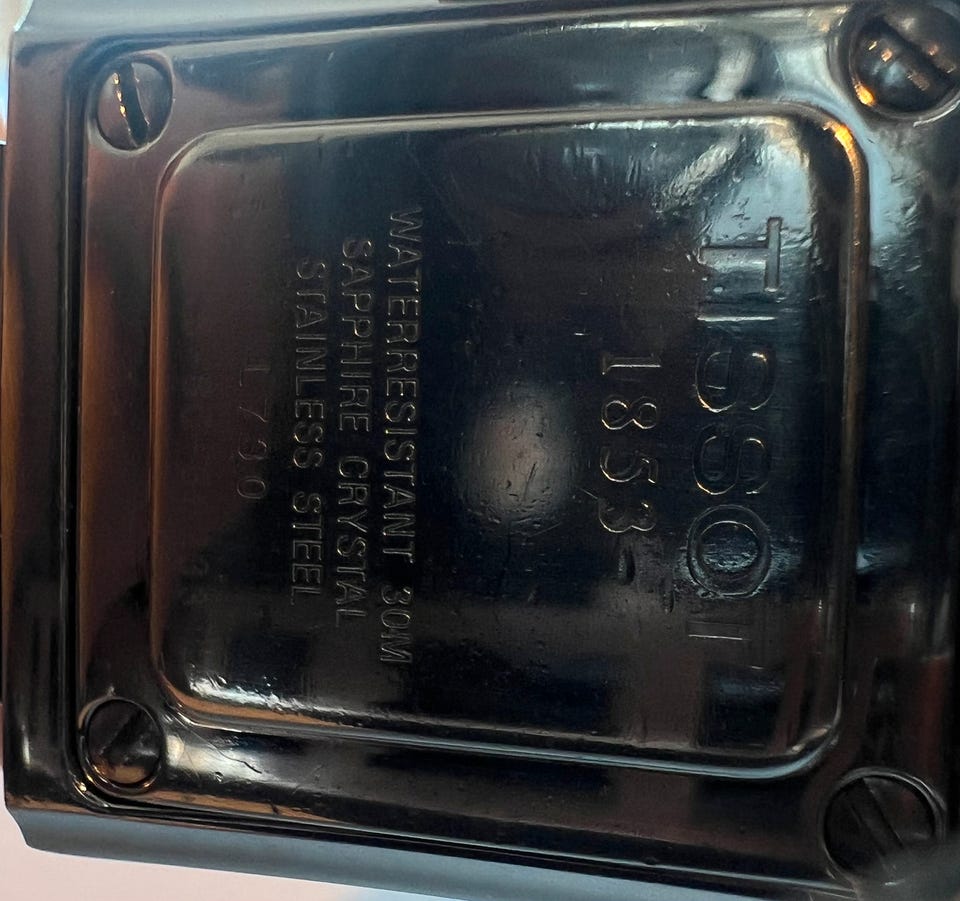 TISSOT
1853
WATERRESISTANT 30M
SAPPHIRE CRYSTAL
STAINLESS STEEL
L730